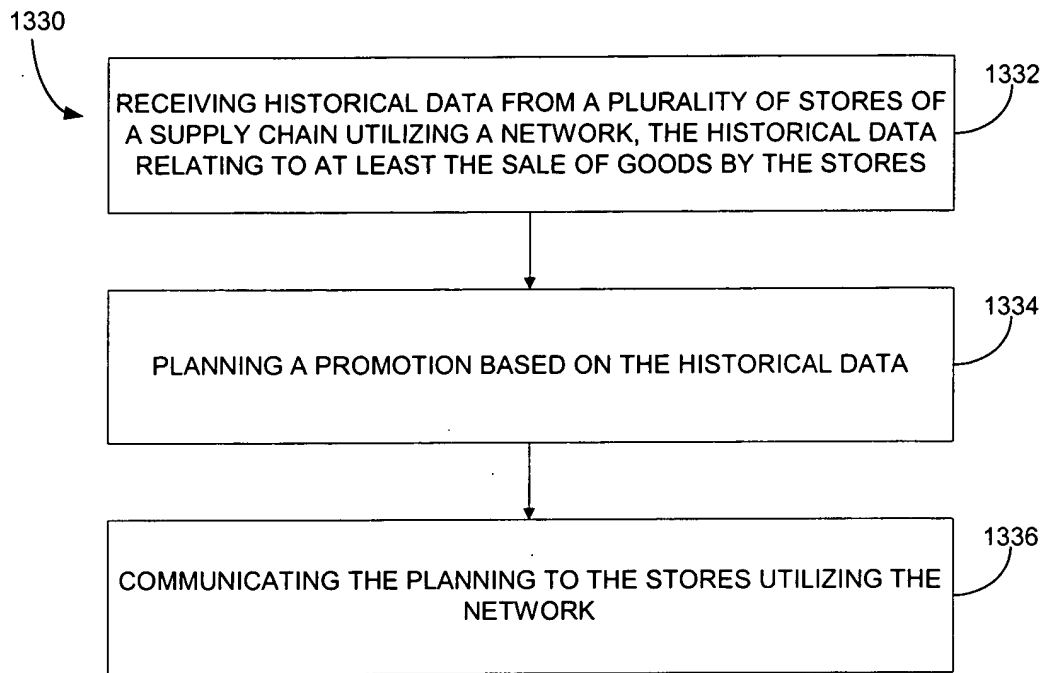 1330
1332
RECEIVING HISTORICAL DATA FROM A PLURALITY OF STORES OF
A SUPPLY CHAIN UTILIZING A NETWORK, THE HISTORICAL DATA
RELATING TO AT LEAST THE SALE OF GOODS BY THE STORES
1334
PLANNING A PROMOTION BASED ON THE HISTORICAL DATA
1336
COMMUNICATING THE PLANNING TO THE STORES UTILIZING THE
NETWORK